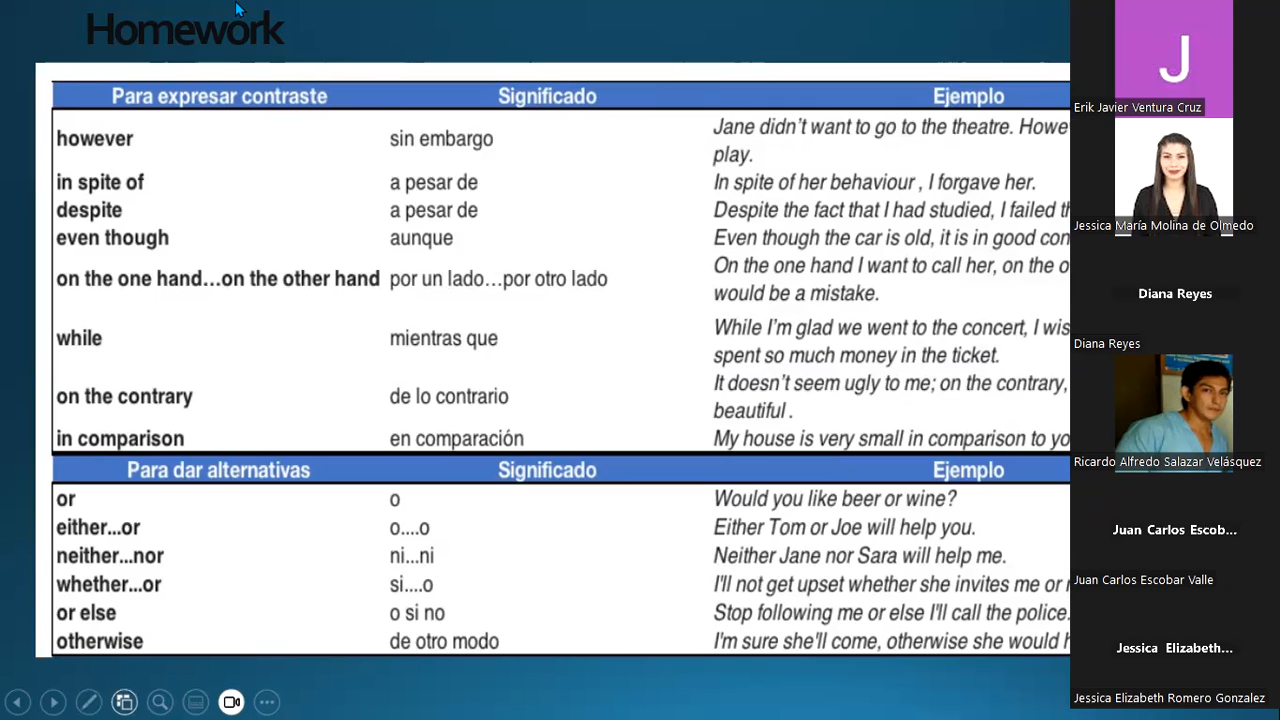 Homework
Para expresar contraste Significado Ejemplo
however sin embargo Jane didn't want to go to the theatre. Howe
play.
in spite of a pesar de In spite of her behaviour , I forgave her.
despite a pesar de Despite the fact that I had studied, I failed th
even though aunque Even though the car is old, it is in good con
on the one hand...on the other hand por un lado...por otro lado On the one hand I want to call her, on the o
would be a mistake.
while mientras que While I'm glad we went to the concert, I wis
spent so much money in the ticket.
on the contrary de lo contrario It doesn't seem ugly to me; on the contrary,
beautiful .
in comparison en comparación My house is very small in comparison to yo
Para dar alternativas Significado Ejemplo
or o Would you like beer or wine?
either...or o....o Either Tom or Joe will help you.
neither...nor ni...ni Neither Jane nor Sara will help me.
whether...or si....o I'll not get upset whether she invites me or
or else o si no Stop following me or else I'll call the police.
otherwise de otro modo I'm sure she'll come, otherwise she would h
J
Erik Javier Ventura Cruz
Jessica María Molina de Olmedo
Diana Reyes
Diana Reyes
Ricardo Alfredo Salazar Velásquez
Juan Carlos Escob...
Juan Carlos Escobar Valle
Jessica Elizabeth...
Jessica Elizabeth Romero Gonzalez